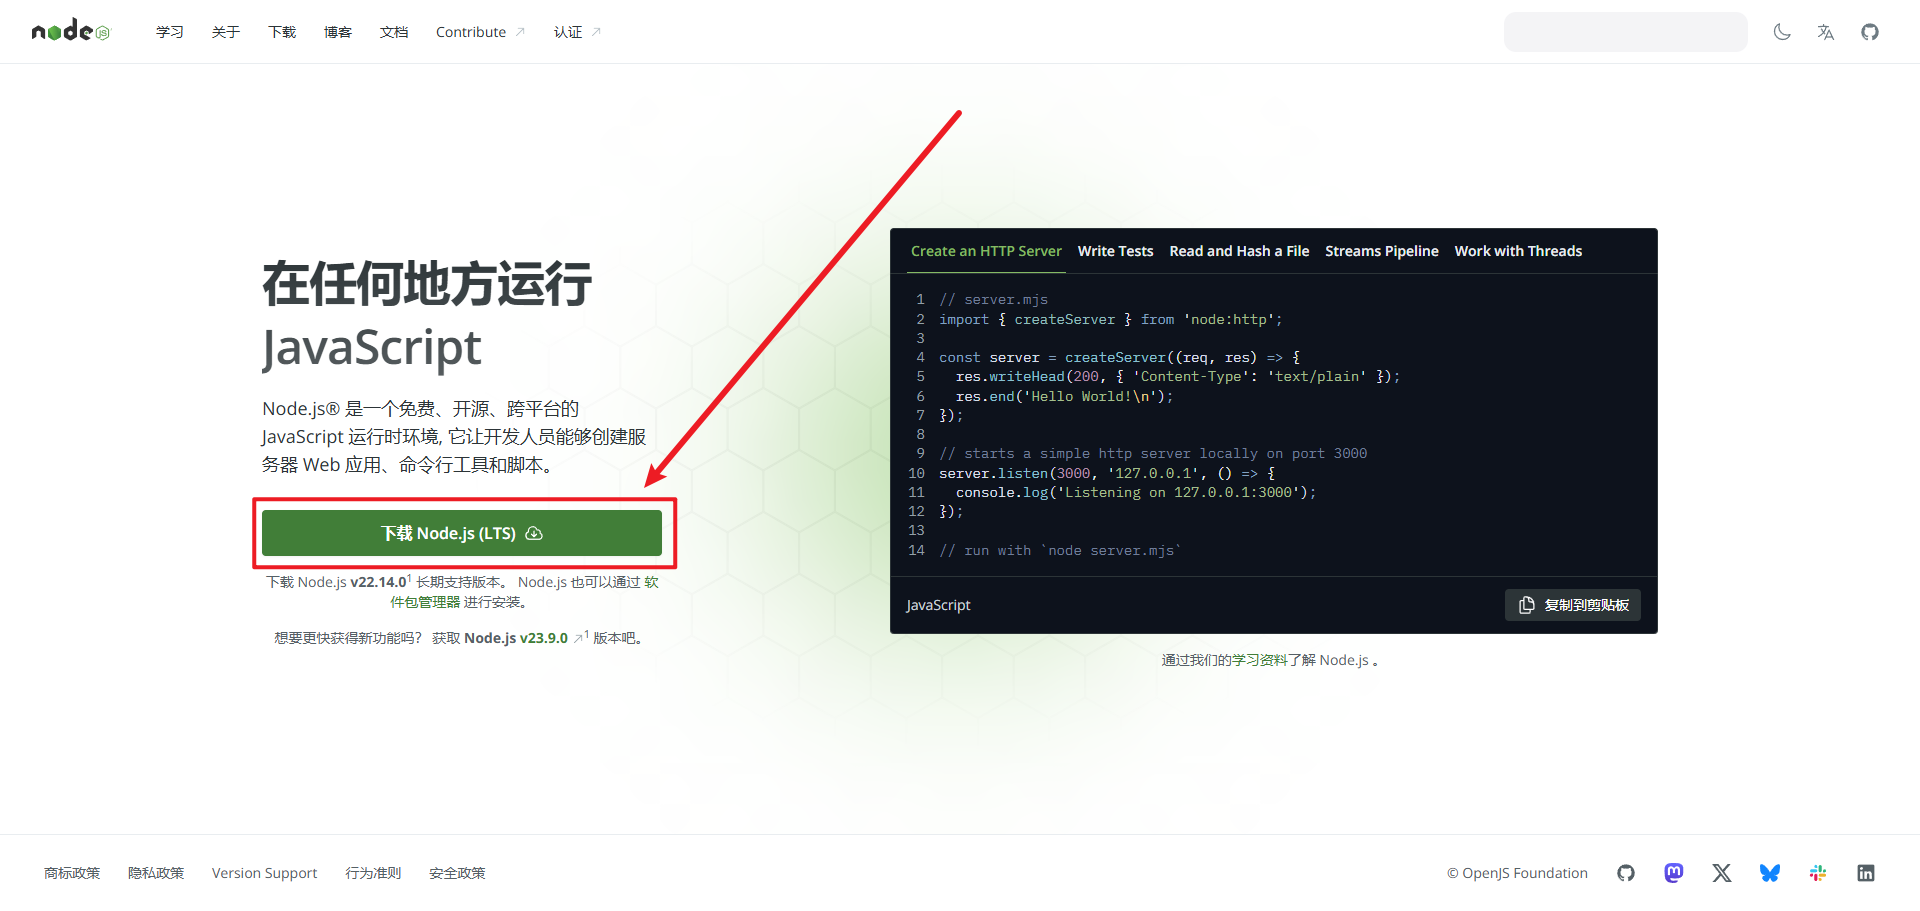 node js
学习 关于 下载 博客 文档 Contribute 认证
在任何地方运行
JavaScript
Node.js® 是一个免费、开源、跨平台的
JavaScript 运行时环境, 它让开发人员能够创建服
务器 Web 应用、命令行工具和脚本。
下载 Node.js (LTS)
下载 Node.js v22.14.0¹ 长期支持版本。 Node.js 也可以通过 软
件包管理器 进行安装。
想要更快获得新功能吗？ 获取 Node.js v23.9.0 ↗¹ 版本吧。
Create an HTTP Server Write Tests Read and Hash a File Streams Pipeline Work with Threads
1 // server.mjs
2 import { createServer } from 'node:http';
3
4 const server = createServer((req, res) => {
5 res.writeHead(200, { 'Content-Type': 'text/plain' });
6 res.end('Hello World!\n');
7 });
8
9 // starts a simple http server locally on port 3000
10 server.listen(3000, '127.0.0.1', () => {
11 console.log('Listening on 127.0.0.1:3000');
12 });
13
14 // run with `node server.mjs`
JavaScript
复制到剪贴板
通过我们的学习资料了解 Node.js 。
商标政策 隐私政策 Version Support 行为准则 安全政策
© OpenJS Foundation